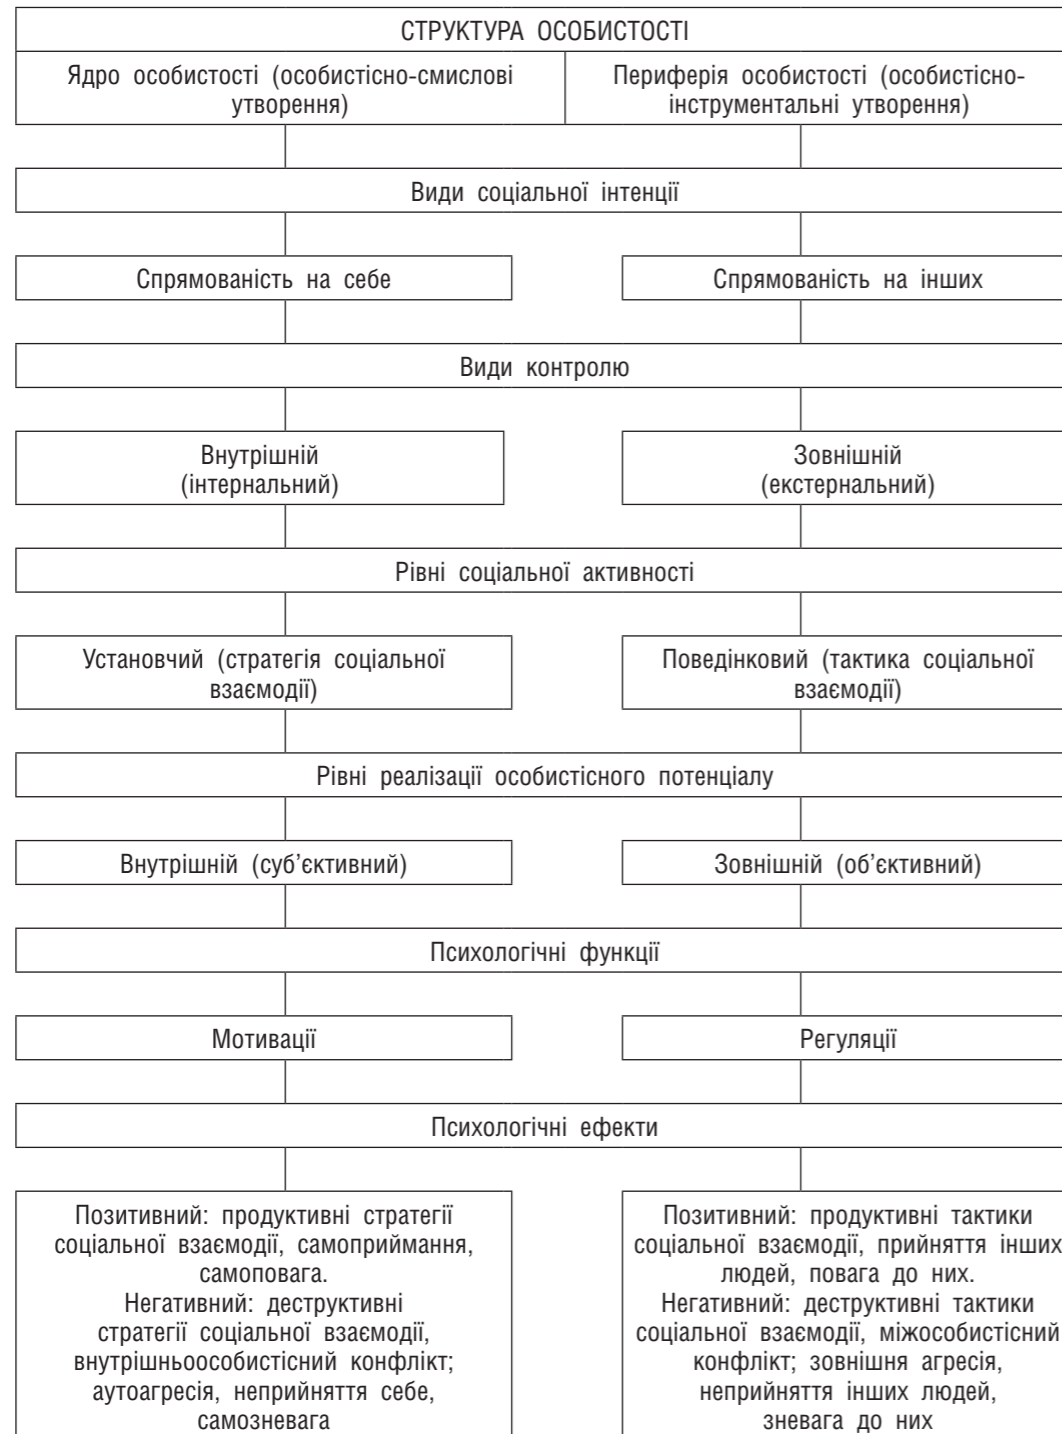 СТРУКТУРА ОСОБИСТОСТІ
Ядро особистості (особистісно-смислові
утворення)
Периферія особистості (особистісно-
інструментальні утворення)
Види соціальної інтенції
Спрямованість на себе
Спрямованість на інших
Види контролю
Внутрішній
(інтернальний)
Зовнішній
(екстернальний)
Рівні соціальної активності
Установчий (стратегія соціальної
взаємодії)
Поведінковий (тактика соціальної
взаємодії)
Рівні реалізації особистісного потенціалу
Внутрішній (суб’єктивний)
Зовнішній (об’єктивний)
Психологічні функції
Мотивації
Регуляції
Психологічні ефекти
Позитивний: продуктивні стратегії
соціальної взаємодії, самоприймання,
самоповага.
Негативний: деструктивні
стратегії соціальної взаємодії,
внутрішньоособистісний конфлікт;
аутоагресія, неприйняття себе,
самозневага
Позитивний: продуктивні тактики
соціальної взаємодії, прийняття інших
людей, повага до них.
Негативний: деструктивні тактики
соціальної взаємодії, міжособистісний
конфлікт; зовнішня агресія,
неприйняття інших людей,
зневага до них